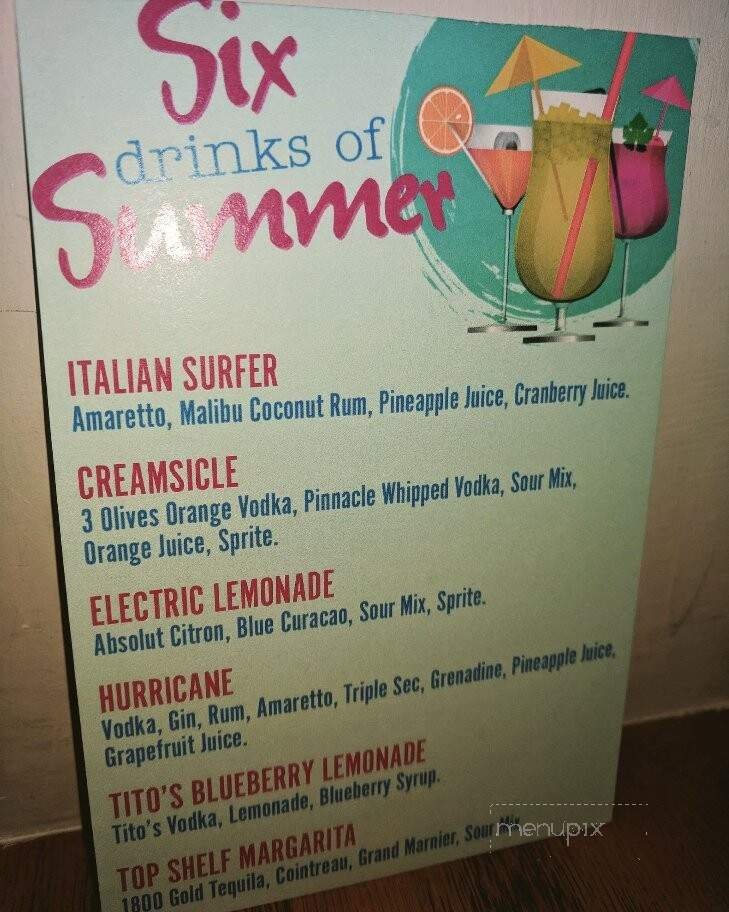 Six
drinks of
Summer
ITALIAN SURFER
Amaretto, Malibu Coconut Rum, Pineapple Juice, Cranberry Juice.
CREAMSICLE
3 Olives Orange Vodka, Pinnacle Whipped Vodka, Sour Mix,
Orange Juice, Sprite.
ELECTRIC LEMONADE
Absolut Citron, Blue Curacao, Sour Mix, Sprite.
HURRICANE
Vodka, Gin, Rum, Amaretto, Triple Sec, Grenadine, Pineapple Juice,
Grapefruit Juice.
TITO'S BLUEBERRY LEMONADE
Tito's Vodka, Lemonade, Blueberry Syrup.
TOP SHELF MARGARITA
1800 Gold Tequila, Cointreau, Grand Marnier, Sour Mix
menupix